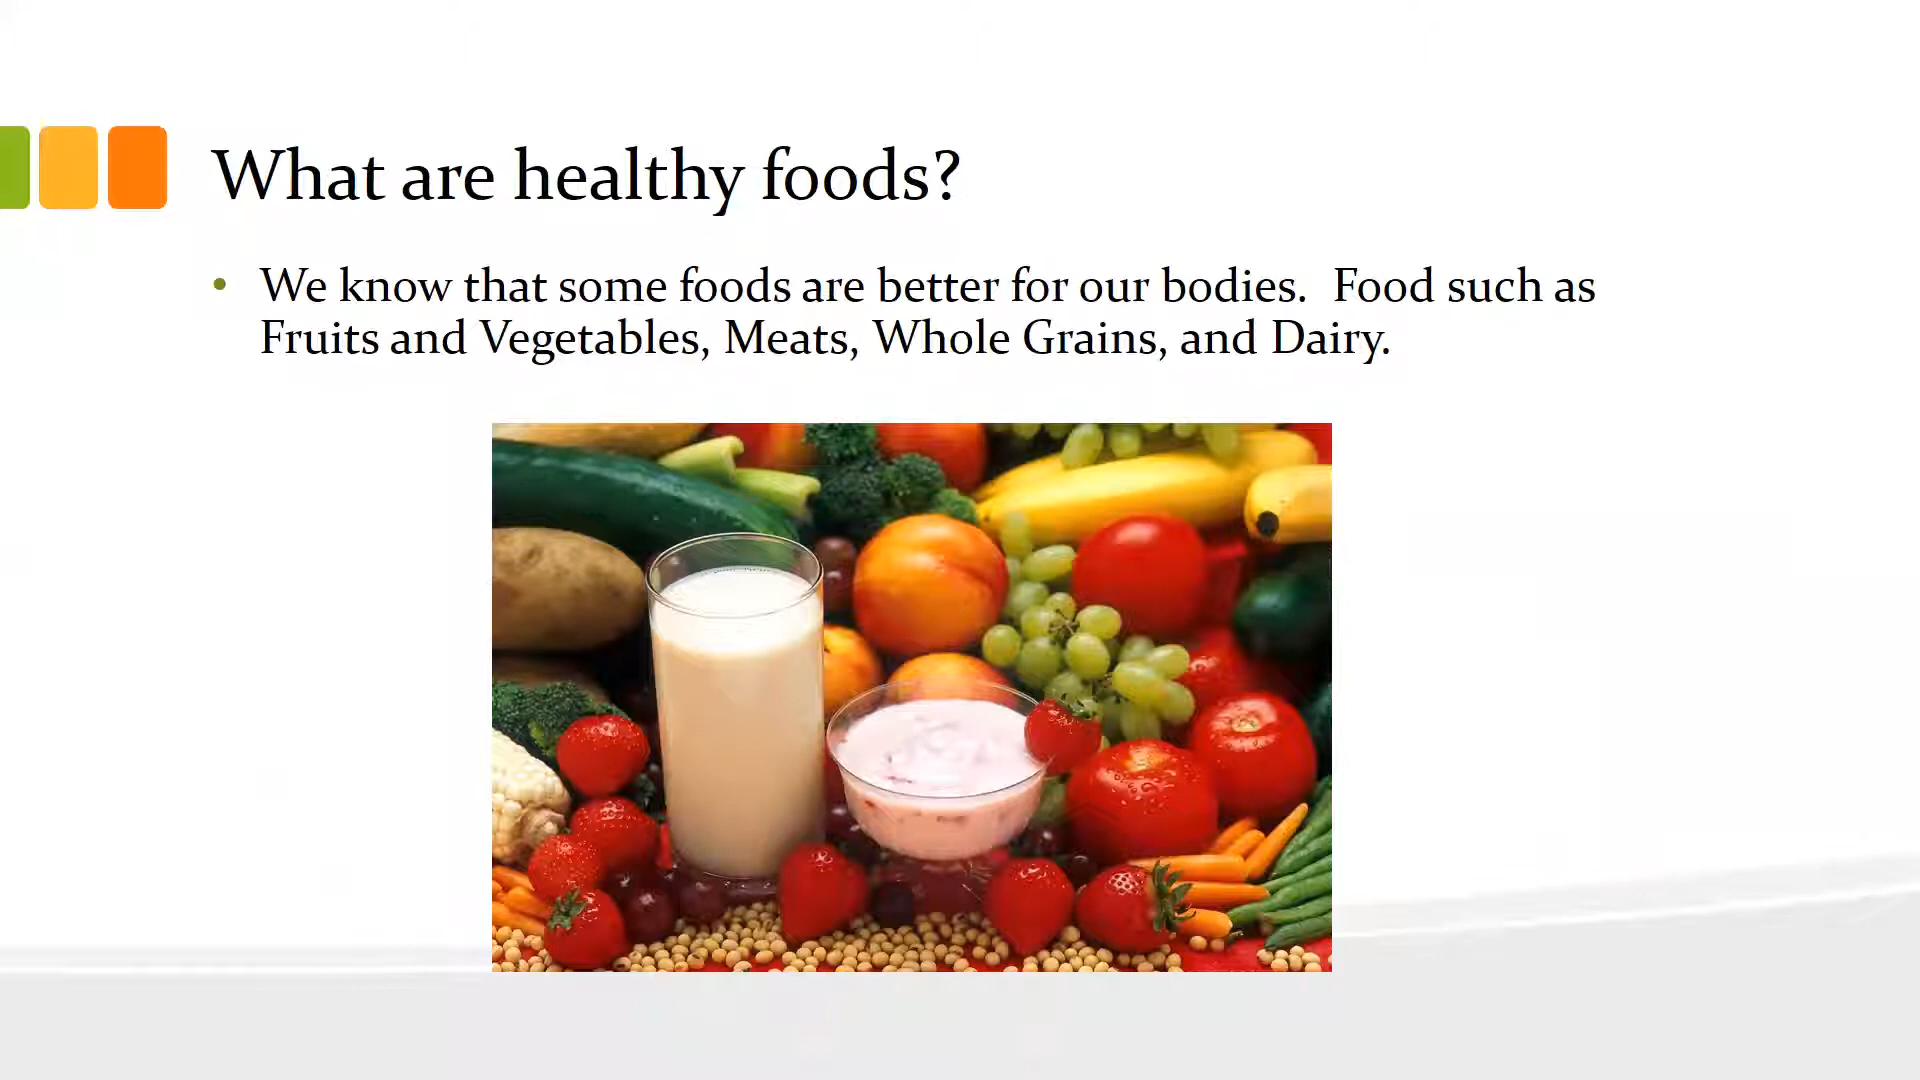 What are healthy foods?
• We know that some foods are better for our bodies.  Food such as
Fruits and Vegetables, Meats, Whole Grains, and Dairy.